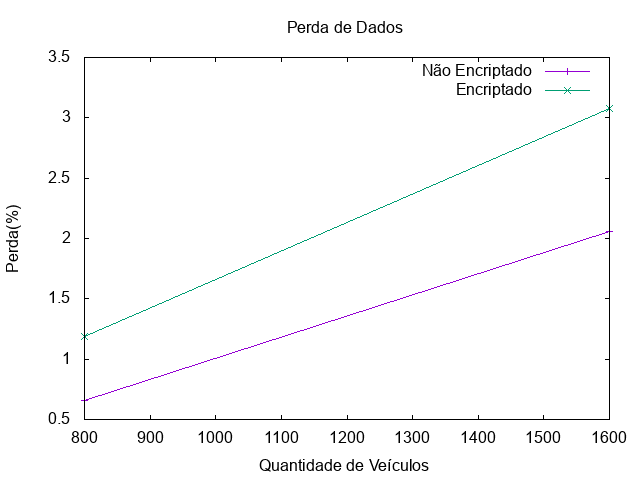 Perda de Dados
Não Encriptado
Encriptado
3.5
3
2.5
2
1.5
1
0.5
Perda(%)
800 900 1000 1100 1200 1300 1400 1500 1600
Quantidade de Veículos